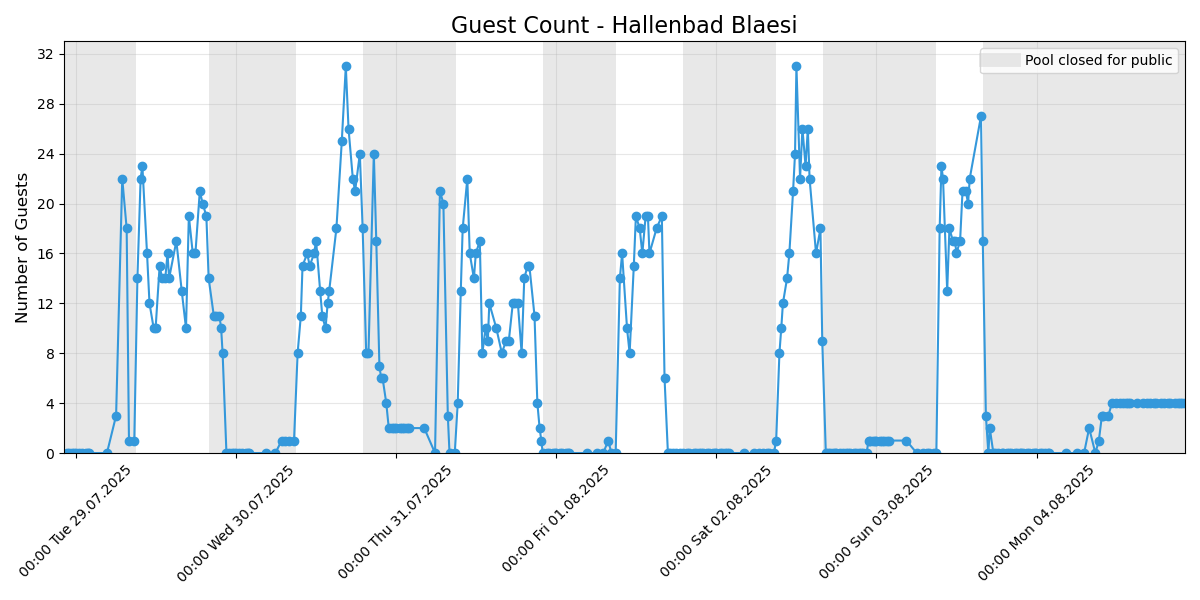 Guest Count - Hallenbad Blaesi
Pool closed for public
Number of Guests
32
28
24
20
16
12
8
4
0
00:00 Tue 29.07.2025
00:00 Wed 30.07.2025
00:00 Thu 31.07.2025
00:00 Fri 01.08.2025
00:00 Sat 02.08.2025
00:00 Sun 03.08.2025
00:00 Mon 04.08.2025